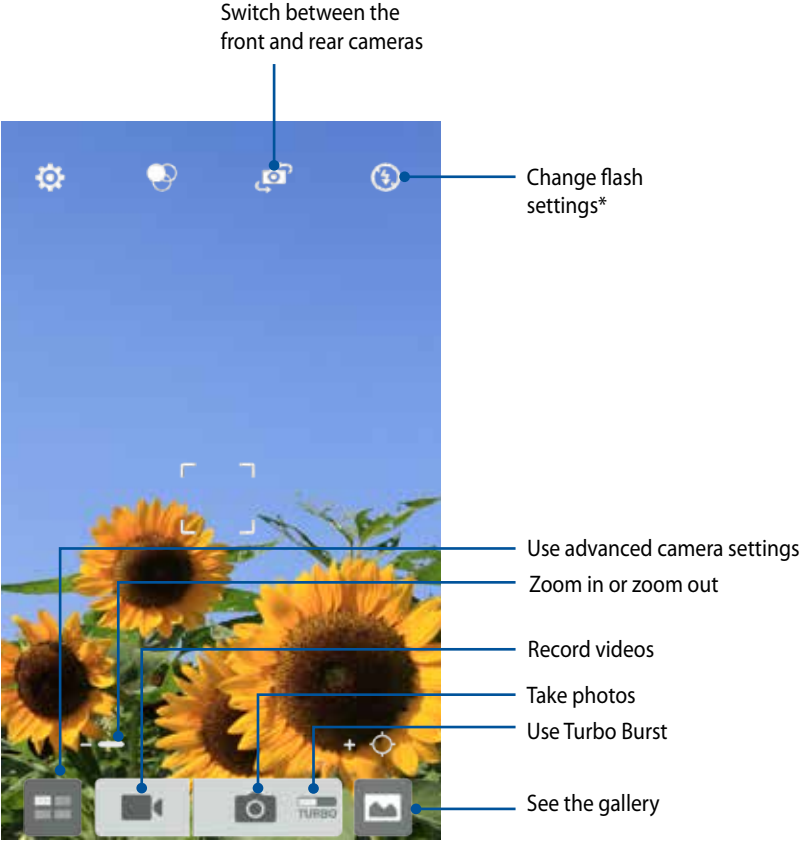 Switch between the
front and rear cameras
Change flash
settings*
Use advanced camera settings
Zoom in or zoom out
Record videos
Take photos
Use Turbo Burst
TURBO
See the gallery